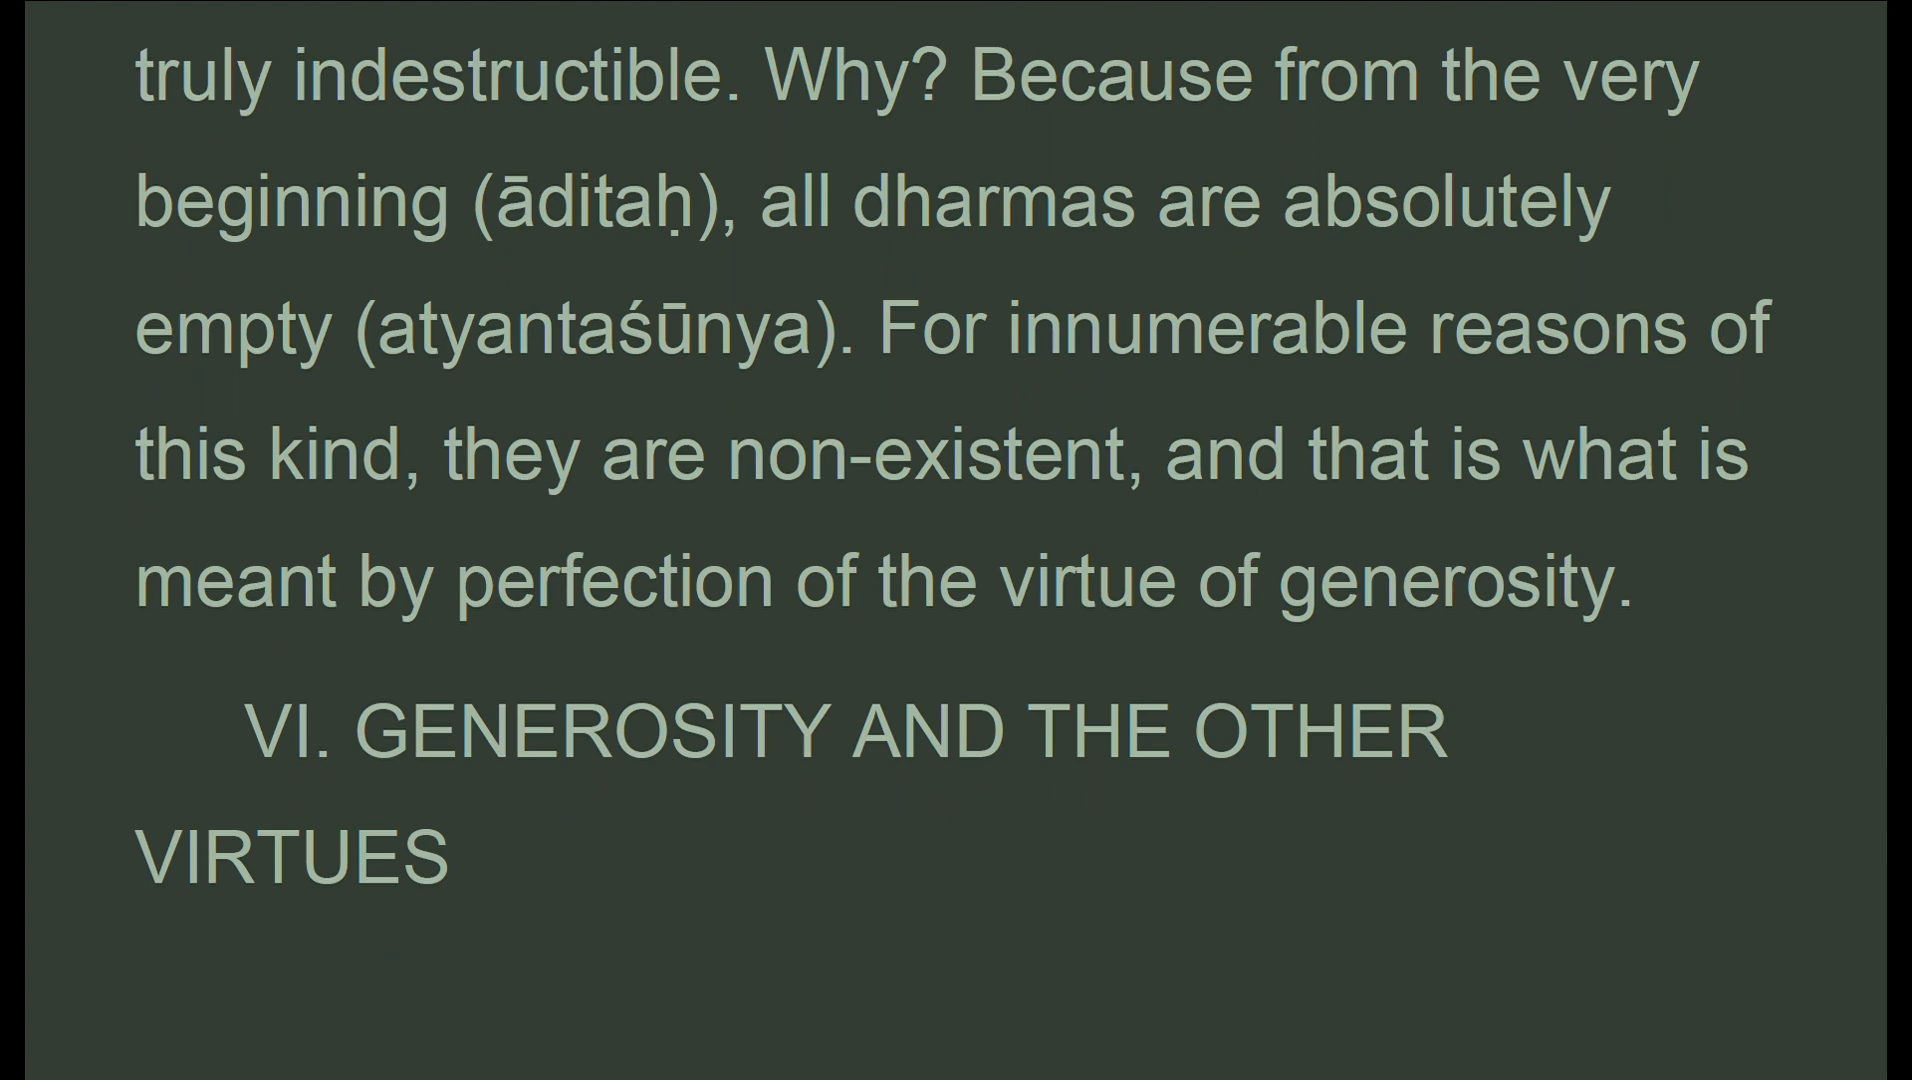 truly indestructible. Why? Because from the very
beginning (āditaḥ), all dharmas are absolutely
empty (atyantaśūnya). For innumerable reasons of
this kind, they are non-existent, and that is what is
meant by perfection of the virtue of generosity.
VI. GENEROSITY AND THE OTHER
VIRTUES